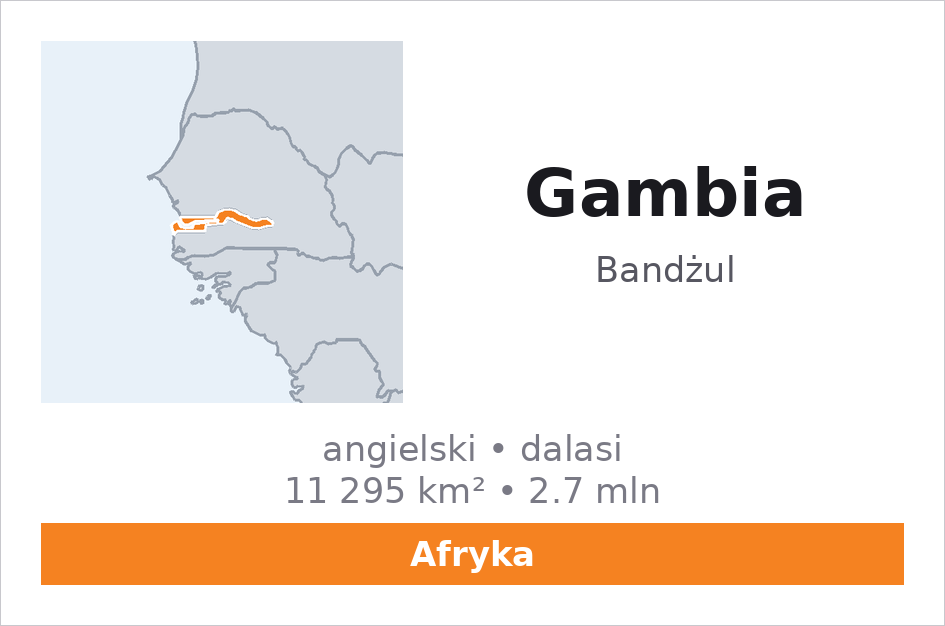 Gambia
Bandżul
angielski • dalasi
11 295 km² • 2.7 mln
Afryka